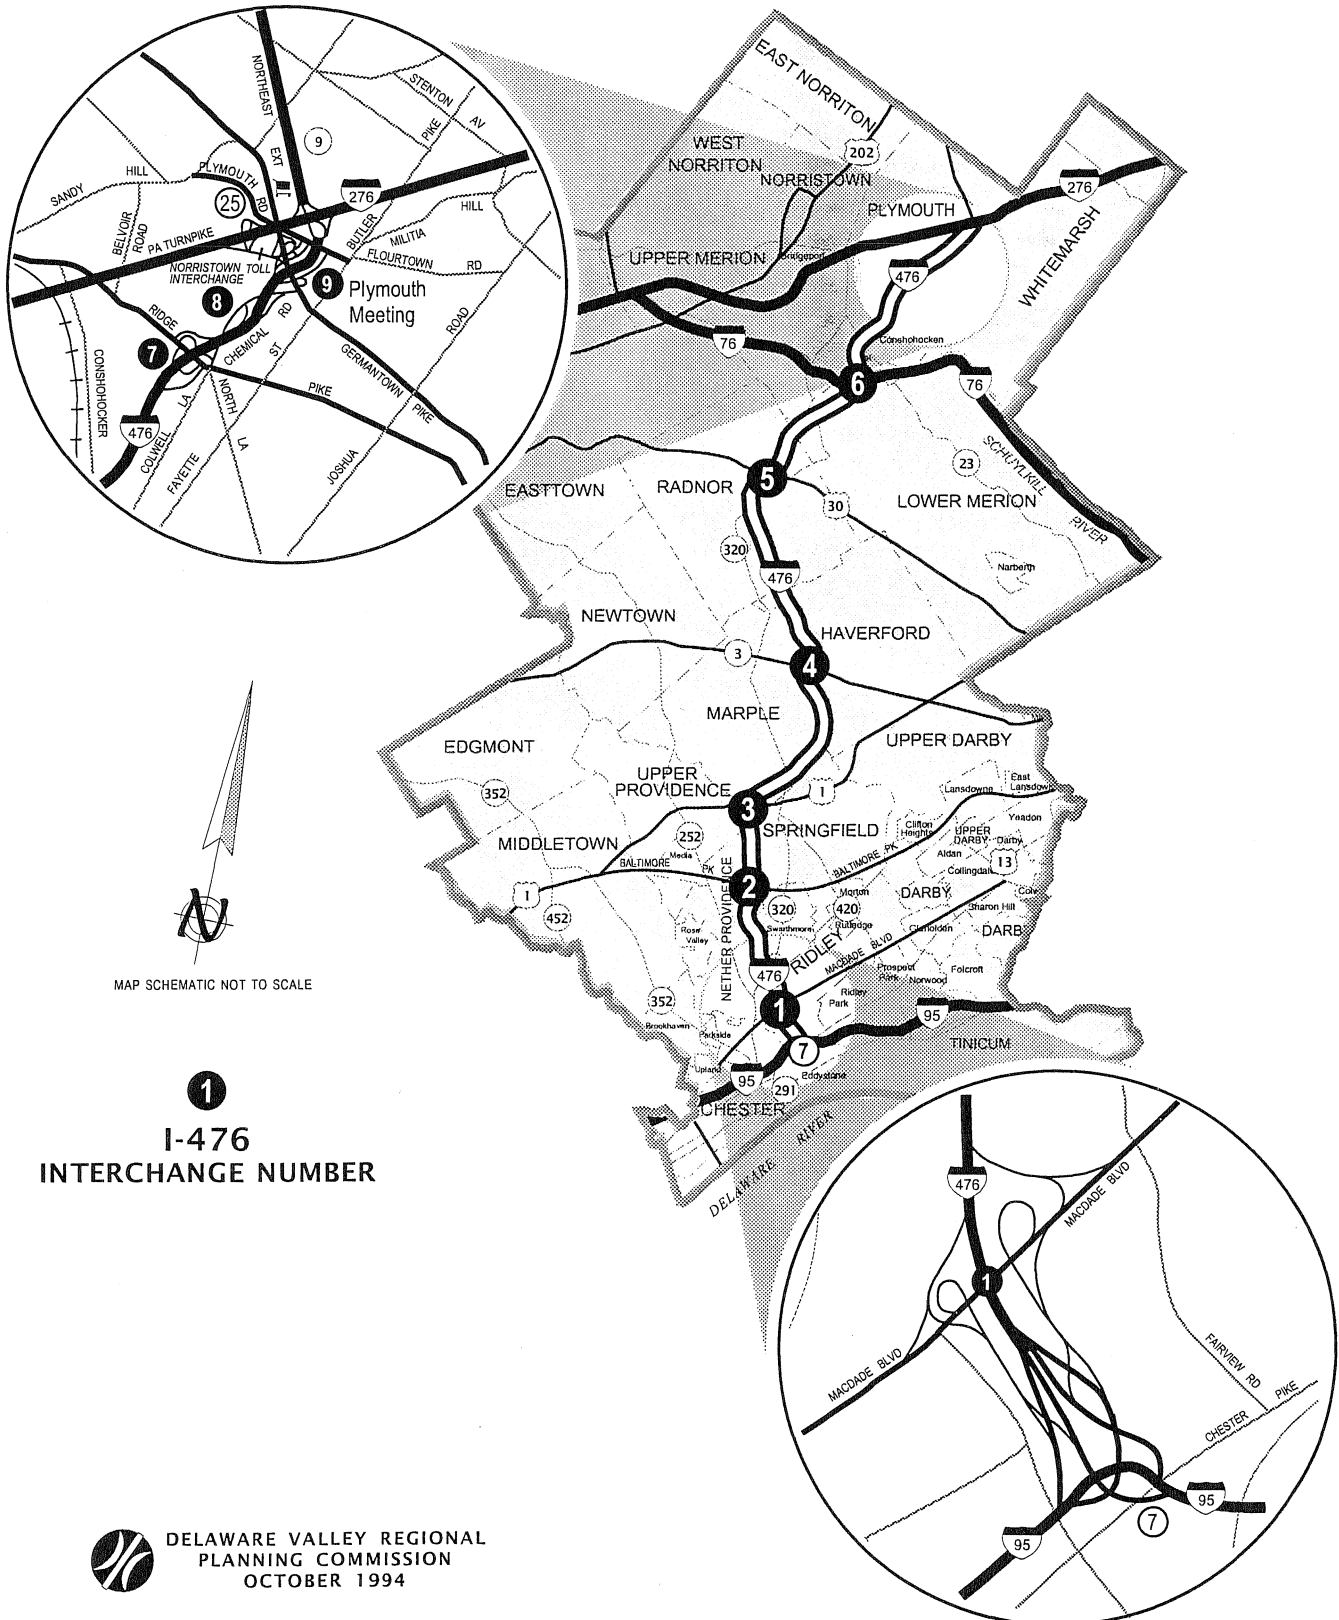 NORTHEAST
EXT
9
STENTON
AV
PIKE
BUTLER
SANDY
HILL
PLYMOUTH
RD
25
276
BELVOIR
ROAD
PA TURNPIKE
MILITIA
HILL
FLOURTOWN
RD
NORRISTOWN TOLL
INTERCHANGE
8
9
Plymouth
Meeting
RIDGE
7
CHEMICAL
RD
ST
ROAD
GERMANTOWN
PIKE
CONSHOHOCKER
NORTH
LA
PIKE
476
COLWELL
LA
FAYETTE
JOSHUA
EAST NORRITON
WEST
NORRITON
202
NORRISTOWN
PLYMOUTH
276
WHITEMARSH
UPPER MERION
Bridgeport
476
76
Conshohocken
6
76
SCHUYLKILL
RIVER
5
EASTTOWN
RADNOR
30
23
LOWER MERION
320
476
Narberth
NEWTOWN
HAVERFORD
3
4
MARPLE
EDGMONT
UPPER DARBY
UPPER
PROVIDENCE
352
1
East
Lansdown
Lansdowne
3
SPRINGFIELD
MIDDLETOWN
252
Media
Clifton
Heights
UPPER
DARBY
Darby
Yeadon
Aldan
13
BALTIMORE
PK
BALTIMORE PK
Collingdal
1
2
NETHER PROVIDENCE
Morton
DARBY
Colw
452
320
420
Sharon Hill
Rose
Valley
Swarthmore
Rutledge
Glenolden
DARB
RIDLEY
MACDADE BLVD
476
Prospect
Park
Norwood
Folcroft
352
1
Ridley
Park
Brookhaven
Parkside
95
7
TINICUM
Upland
95
291
Eddystone
CHESTER
DELAWARE
RIVER
N
MAP SCHEMATIC NOT TO SCALE
1
I-476
INTERCHANGE NUMBER
476
MACDADE BLVD
1
MACDADE BLVD
FAIRVIEW RD
CHESTER
PIKE
95
95
7
DELAWARE VALLEY REGIONAL
PLANNING COMMISSION
OCTOBER 1994